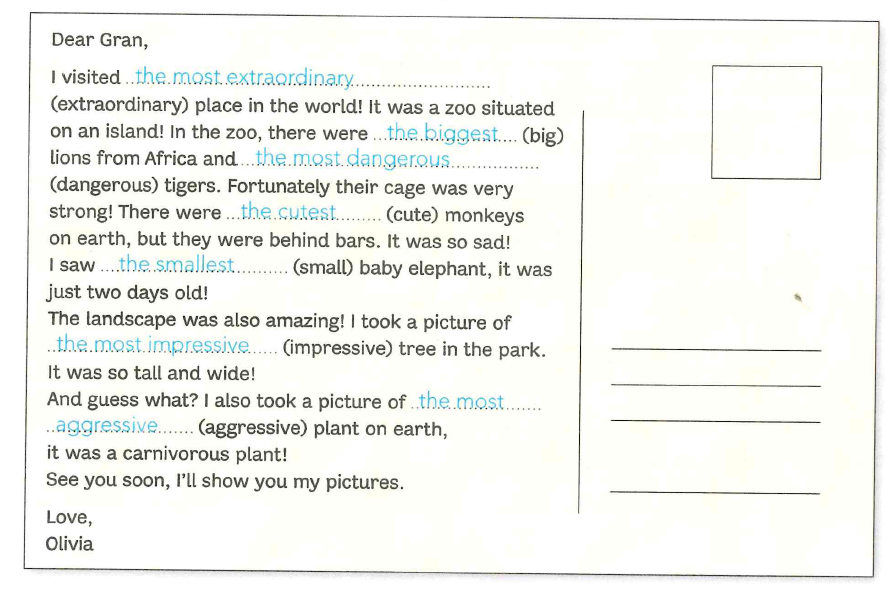 Dear Gran,
I visited ..the most extraordinary..............................
(extraordinary) place in the world! It was a zoo situated
on an island! In the zoo, there were ...the biggest.... (big)
lions from Africa and...the most dangerous...................
(dangerous) tigers. Fortunately their cage was very
strong! There were ...the cutest......... (cute) monkeys
on earth, but they were behind bars. It was so sad!
I saw ....the smallest........... (small) baby elephant, it was
just two days old!
The landscape was also amazing! I took a picture of
..the most impressive...... (impressive) tree in the park.
It was so tall and wide!
And guess what? I also took a picture of ..the most.......
..aggressive....... (aggressive) plant on earth,
it was a carnivorous plant!
See you soon, I'll show you my pictures.
Love,
Olivia